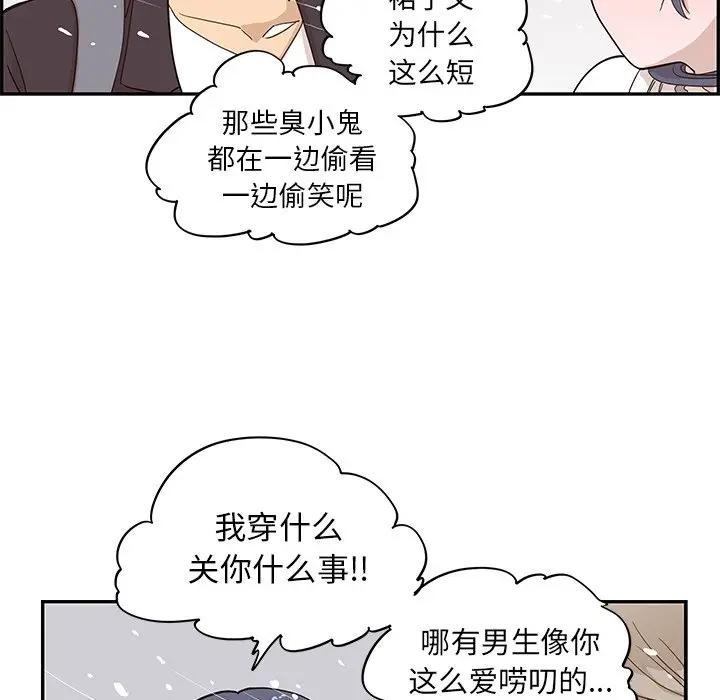 为什么
这么短
那些臭小鬼
都在一边偷看
一边偷笑呢
我穿什么
关你什么事!!
哪有男生像你
这么爱唠叨的...